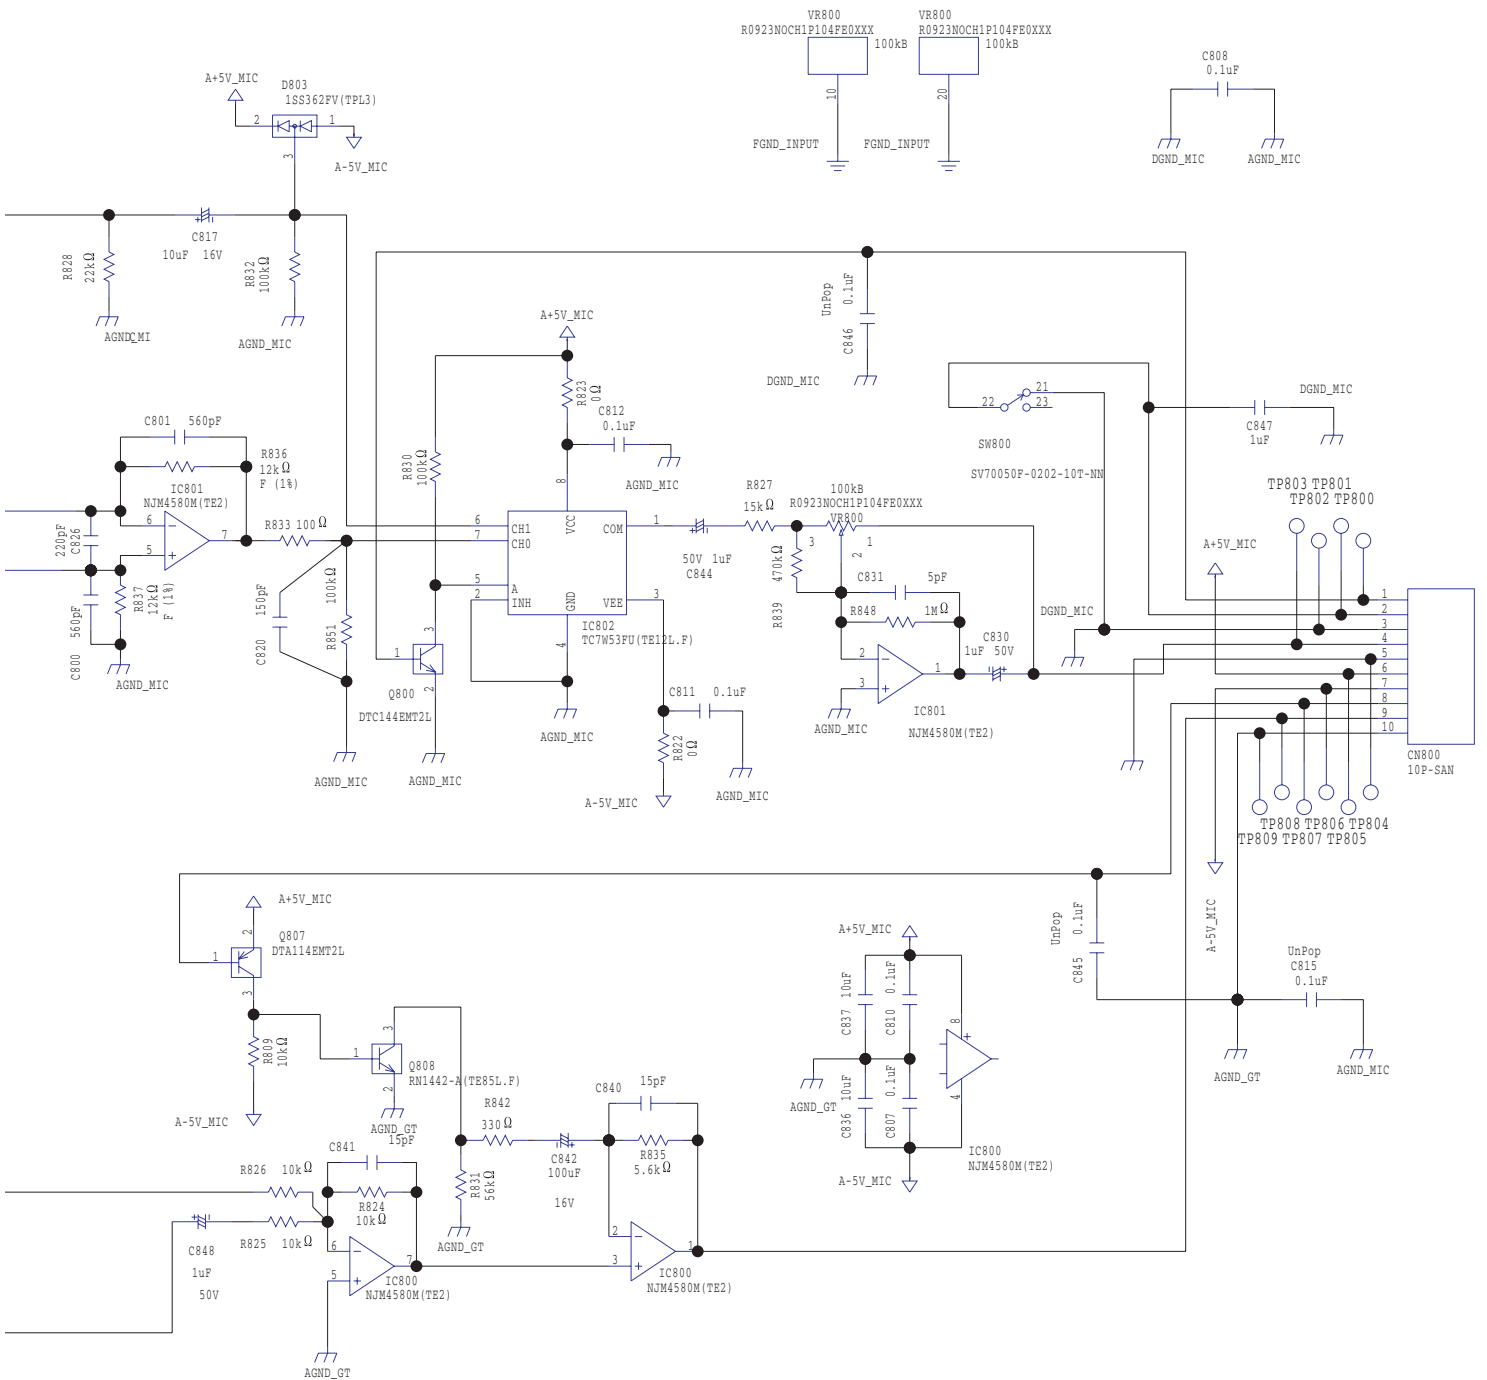 VR800
R0923NOCH1P104FE0XXX
100kB
10
FGND_INPUT
VR800
R0923NOCH1P104FE0XXX
100kB
20
FGND_INPUT
C808
0.1uF
DGND_MIC
AGND_MIC
A+5V_MIC
D803
1SS362FV(TPL3)
2
1
3
A-5V_MIC
C817
10uF 16V
R828
22kΩ
AGND_MI
R832
100kΩ
AGND_MIC
UnPop
0.1uF
C846
DGND_MIC
A+5V_MIC
R823
0Ω
C812
0.1uF
AGND_MIC
R830
100kΩ
21
22
23
SW800
SV70050F-0202-10T-NN
DGND_MIC
C847
1uF
C801 560pF
R836
12kΩ
F (1%)
IC801
NJM4580M(TE2)
6
5
7
220pF
C826
R837
12kΩ
F (1%)
560pF
C800
AGND_MIC
R833 100Ω
150pF
C820
100kΩ
R851
AGND_MIC
8
6
7
5
2
CH1
CH0
A
INH
VCC
GND
COM
VEE
1
3
4
IC802
TC7W53FU(TE12L.F)
AGND_MIC
1
3
2
Q800
DTC144EMT2L
AGND_MIC
C811 0.1uF
R822
0Ω
A-5V_MIC
AGND_MIC
50V 1uF
C844
R827
15kΩ
100kB
R0923NOCH1P104FE0XXX
VR800
3
2
1
470kΩ
R839
C831 5pF
R848 1MΩ
2
3
1
AGND_MIC
IC801
NJM4580M(TE2)
C830
1uF 50V
DGND_MIC
TP803 TP801
TP802 TP800
A+5V_MIC
1
2
3
4
5
6
7
8
9
10
CN800
10P-SAN
TP808 TP806 TP804
TP809 TP807 TP805
A-5V_MIC
UnPop
0.1uF
C845
UnPop
C815
0.1uF
AGND_GT
AGND_MIC
A+5V_MIC
Q807
DTA114EMT2L
2
1
3
R809
10kΩ
A-5V_MIC
3
1
2
Q808
RN1442-A(TE85L.F)
AGND_GT
R842
330Ω
C842
100uF
16V
R831
56kΩ
AGND_GT
15pF
C840
R835
5.6kΩ
A+5V_MIC
C837 10uF
C810 0.1uF
AGND_GT
C836 10uF
C807 0.1uF
8
4
IC800
NJM4580M(TE2)
A-5V_MIC
15pF
C841
R826 10kΩ
R824
10kΩ
R825 10kΩ
C848
1uF
50V
6
5
7
IC800
NJM4580M(TE2)
AGND_GT
2
3
1
IC800
NJM4580M(TE2)